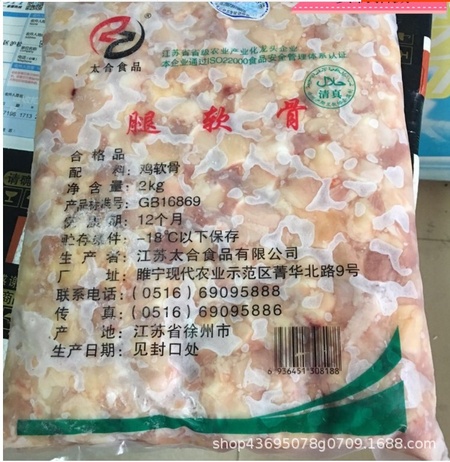 太合食品
江苏省省级农业产业化龙头企业
本企业通过ISO22000食品安全管理体系认证
清真
腿软骨
合格品
配料：鸡软骨
净含量：2kg
产品标准号：GB16869
保质期：12个月
贮存条件：-18℃以下保存
生产者：江苏太合食品有限公司
厂址：睢宁现代农业示范区菁华北路9号
联系电话：(0516)69095888
传真：(0516)69095886
产地：江苏省徐州市
生产日期：见封口处
6 936451 308188
shop43695078g0709.1688.com